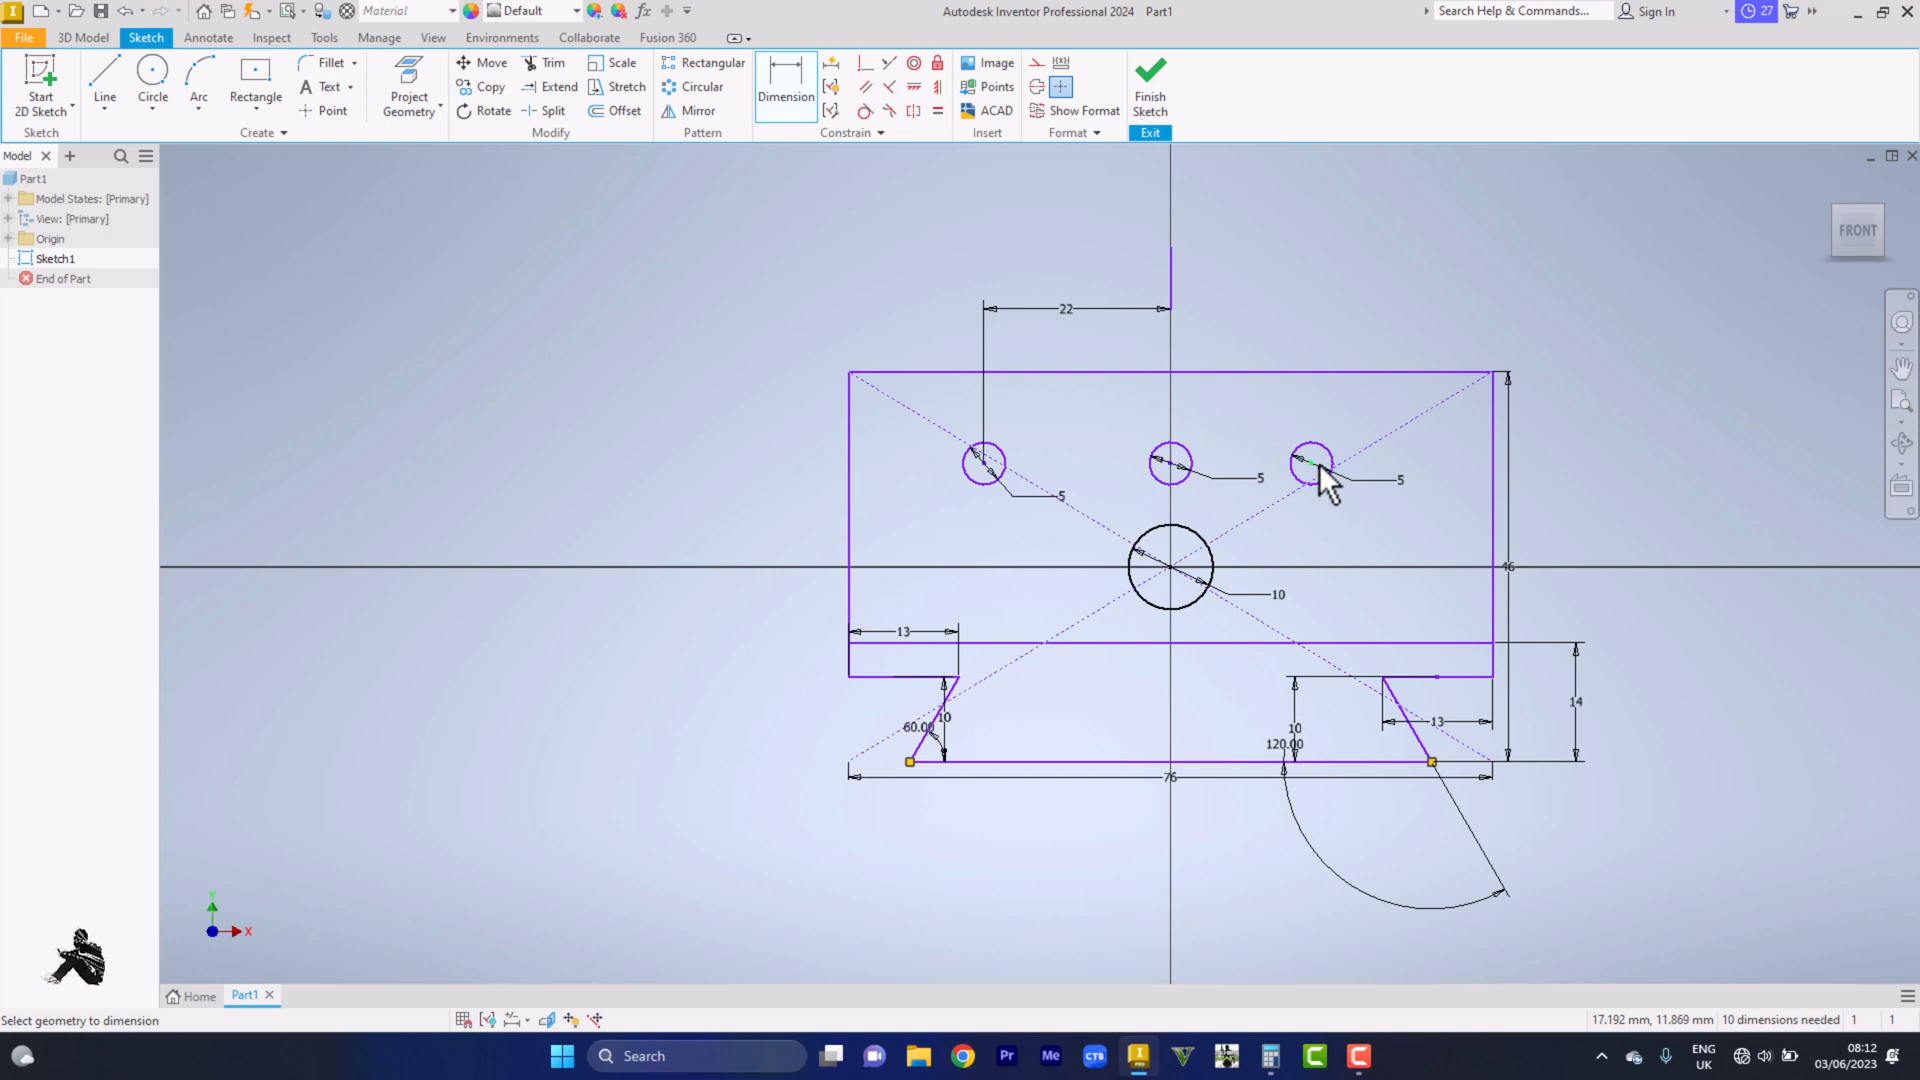 Material
Default
Autodesk Inventor Professional 2024 Part1
Search Help & Commands...
Sign In
27
File
3D Model
Sketch
Annotate
Inspect
Tools
Manage
View
Environments
Collaborate
Fusion 360
Start
2D Sketch
Line
Circle
Arc
Rectangle
Fillet
Text
Point
Project
Geometry
Move
Copy
Rotate
Trim
Extend
Split
Scale
Stretch
Offset
Rectangular
Circular
Mirror
Dimension
Image
Points
ACAD
Show Format
Finish
Sketch
Sketch
Create
Modify
Pattern
Constrain
Insert
Format
Exit
Model
Part1
Model States: [Primary]
View: [Primary]
Origin
Sketch1
End of Part
FRONT
22
5
5
5
10
46
13
14
10
60.00
13
10
120.00
76
Y
X
Home
Part1
Select geometry to dimension
17.192 mm, 11.869 mm
10 dimensions needed
1
1
Search
Pr
Me
CTB
I
PRO
V
C
C
ENG
UK
08:12
03/06/2023